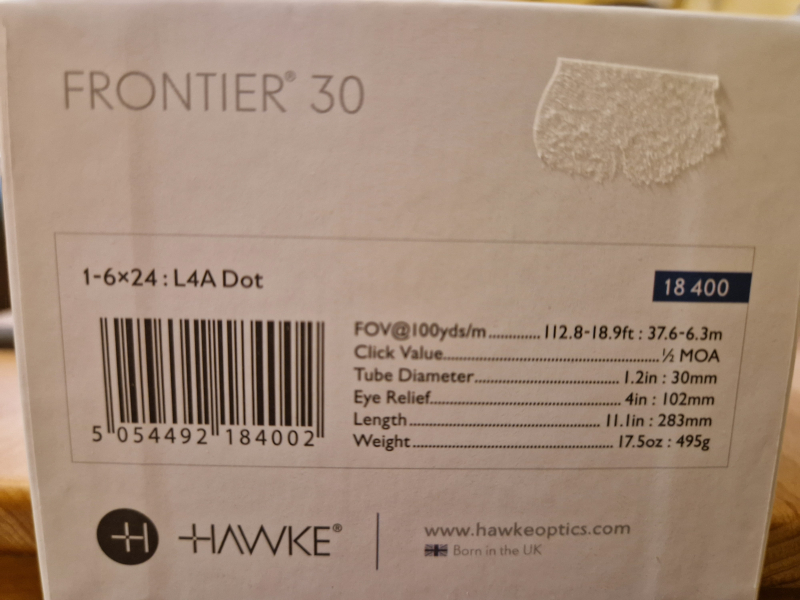 FRONTIER® 30
1-6×24 : L4A Dot
18 400
FOV@100yds/m............ 112.8-18.9ft : 37.6-6.3m
Click Value.................................................. ½ MOA
Tube Diameter................................. 1.2in : 30mm
Eye Relief........................................... 4in : 102mm
Length........................................... 11.1in : 283mm
Weight............................................. 17.5oz : 495g
5 054492 184002
HAWKE®
www.hawkeoptics.com
Born in the UK